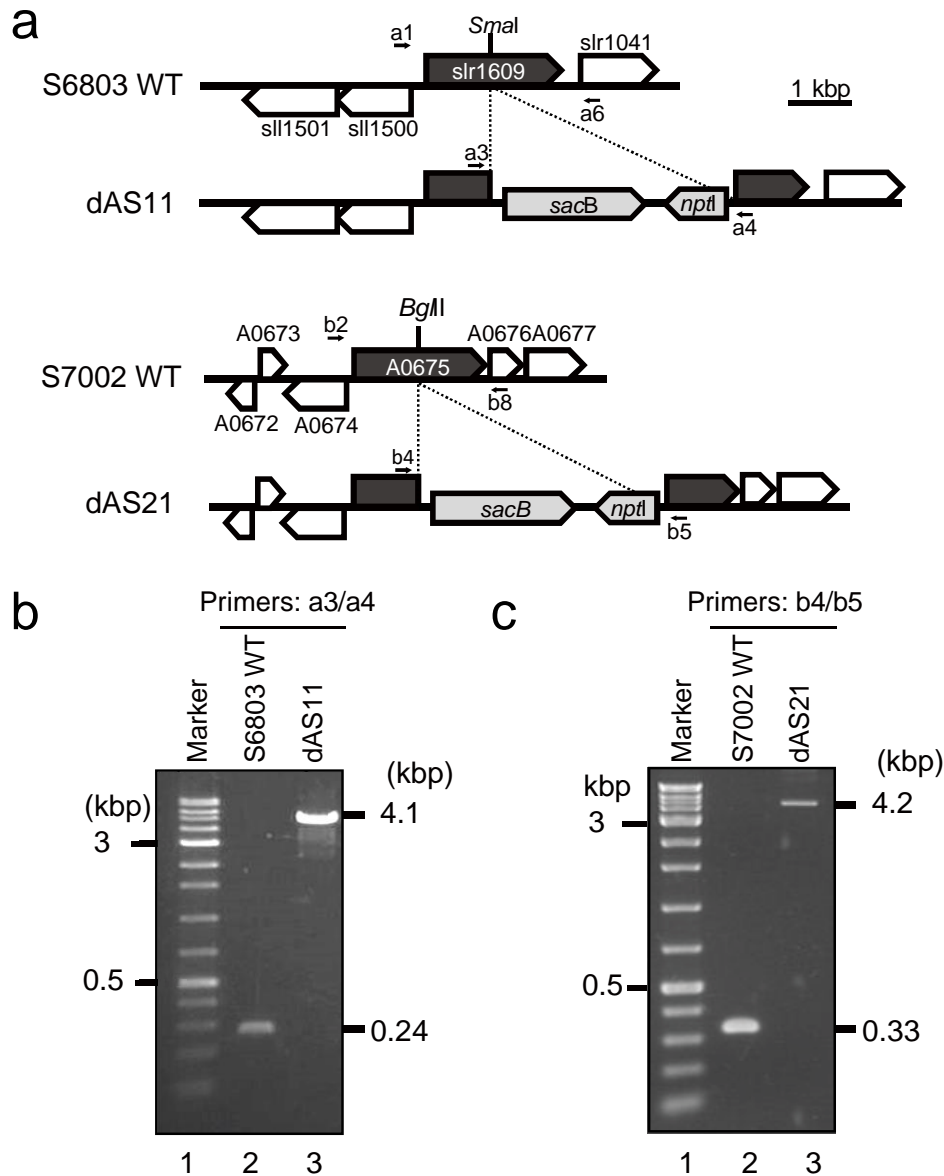 a
a1
SmaI
slr1041
S6803 WT
slr1609
1 kbp
sll1501
sll1500
a6
a3
dAS11
sacB
nptI
a4
b2
BglII
A0673
A0676A0677
S7002 WT
A0675
A0672
A0674
b8
b4
dAS21
sacB
nptI
b5
b
Primers: a3/a4
Marker
S6803 WT
dAS11
(kbp)
(kbp)
4.1
3
0.5
0.24
1 2 3
c
Primers: b4/b5
Marker
S7002 WT
dAS21
kbp
(kbp)
4.2
3
0.5
0.33
1 2 3